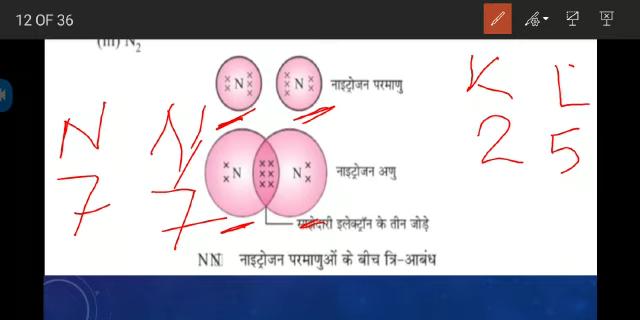 12 OF 36
(iii) N₂
N N नाइट्रोजन परमाणु
K L
2 5
N N
7 7
N N नाइट्रोजन अणु
साझेदारी इलेक्ट्रॉन के तीन जोड़े
NN नाइट्रोजन परमाणुओं के बीच त्रि-आबंध